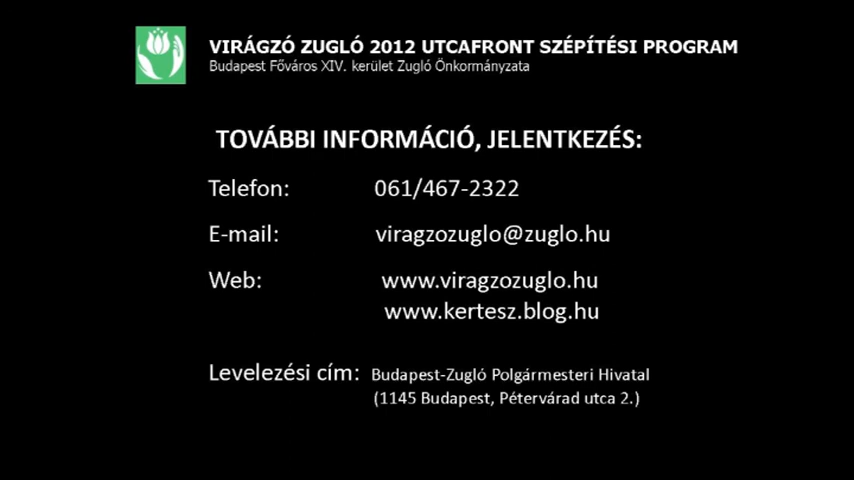 VIRÁGZÓ ZUGLÓ 2012 UTCAFRONT SZÉPÍTÉSI PROGRAM
Budapest Főváros XIV. kerület Zugló Önkormányzata
TOVÁBBI INFORMÁCIÓ, JELENTKEZÉS:
Telefon: 061/467-2322
E-mail: viragzozuglo@zuglo.hu
Web: www.viragzozuglo.hu
www.kertesz.blog.hu
Levelezési cím: Budapest-Zugló Polgármesteri Hivatal
(1145 Budapest, Pétervárad utca 2.)